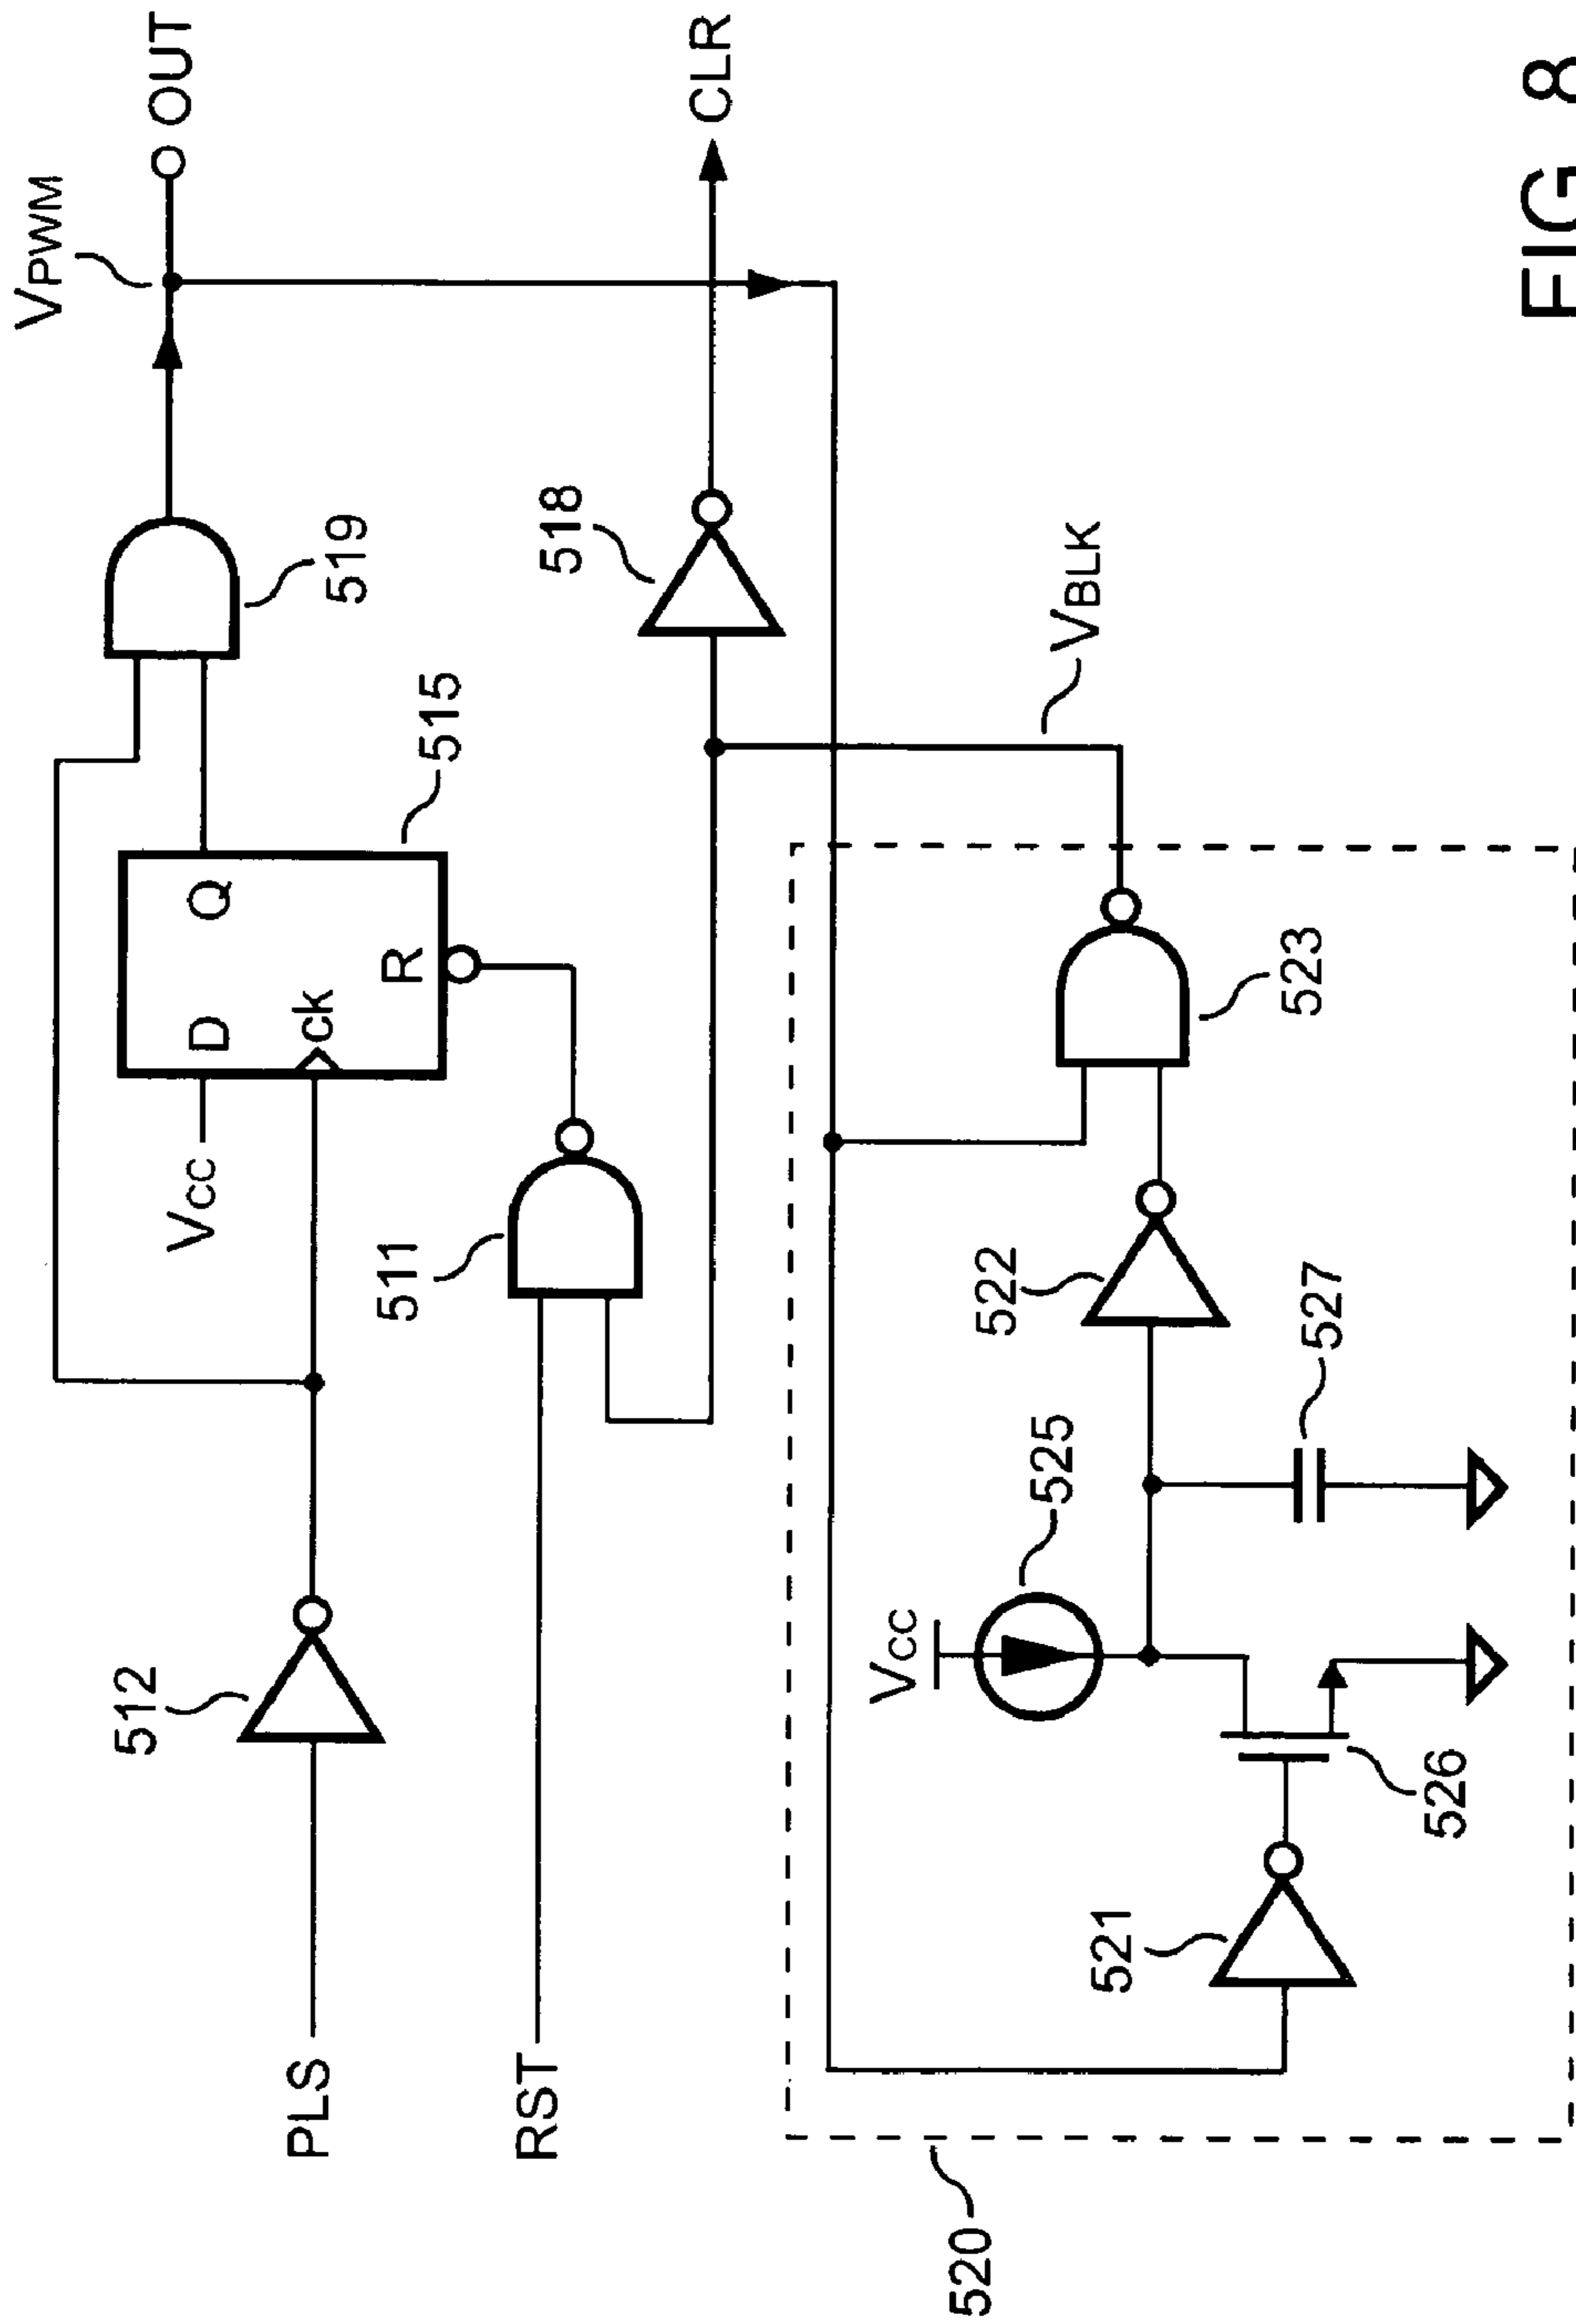 VPWM
OUT
519
515
D
Q
ck
R
VCC
512
PLS
511
RST
518
CLR
VBLK
520
521
VCC
525
526
522
527
523
FIG. 8